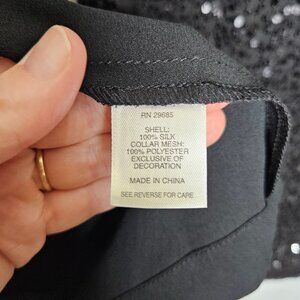 RN 29685
SHELL:
100% SILK
COLLAR MESH:
100% POLYESTER
EXCLUSIVE OF
DECORATION
MADE IN CHINA
SEE REVERSE FOR CARE